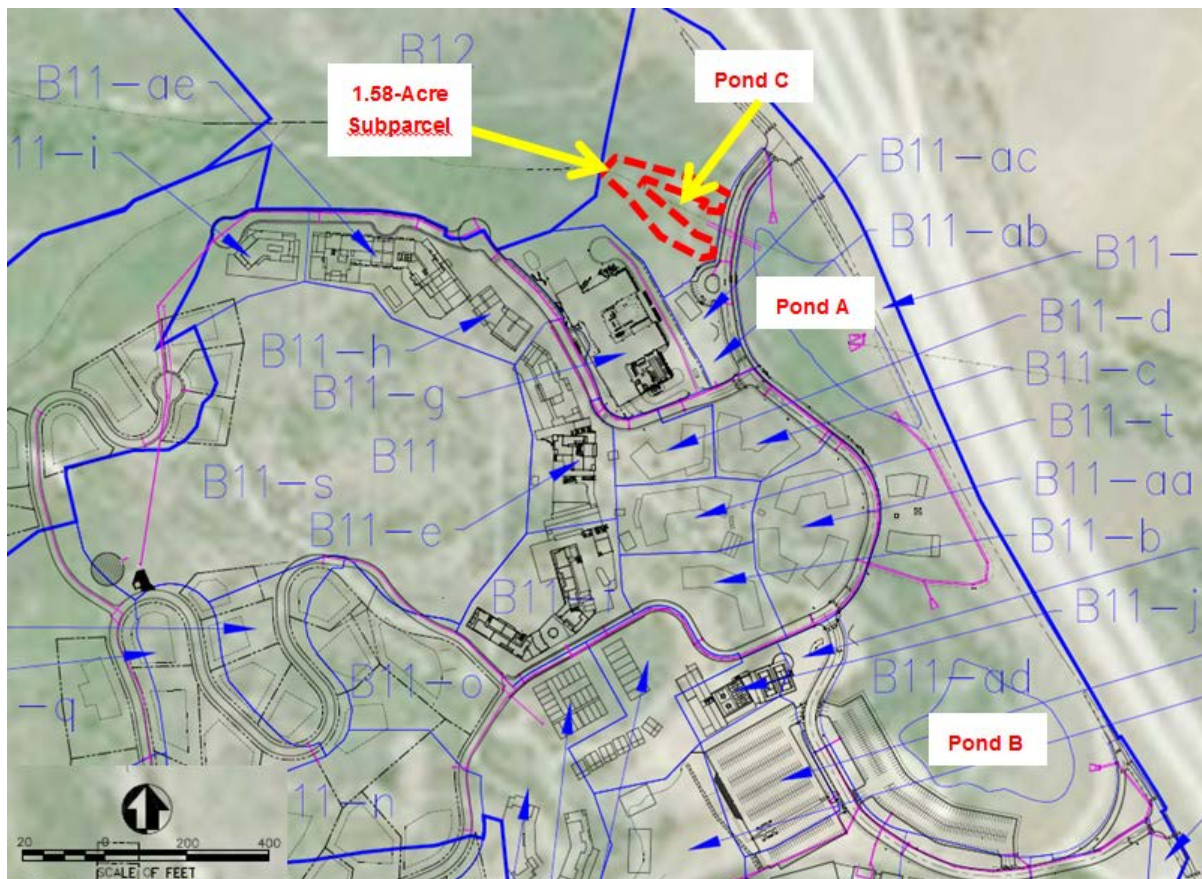 B12
B11-ae
1.58-Acre
Subparcel
Pond C
11-i
B11-ac
B11-ab
B11-
Pond A
B11-d
B11-h
B11-c
B11-g
B11-t
B11
B11-s
B11-aa
B11-e
B11-b
B11
B11-j
B11-o
B11-ad
-q
Pond B
11-n
20 0 200 400
SCALE OF FEET